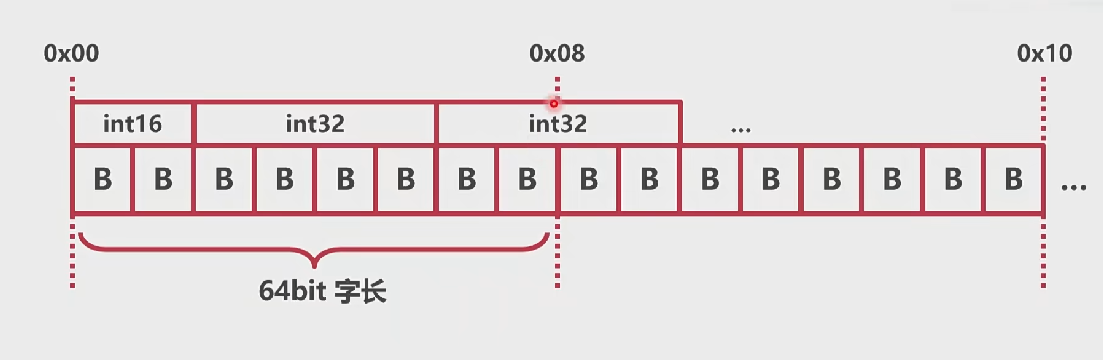 0x00 0x08 0x10
int16 int32 int32 ...
B B B B B B B B B B B B B B B B ...
64bit 字长